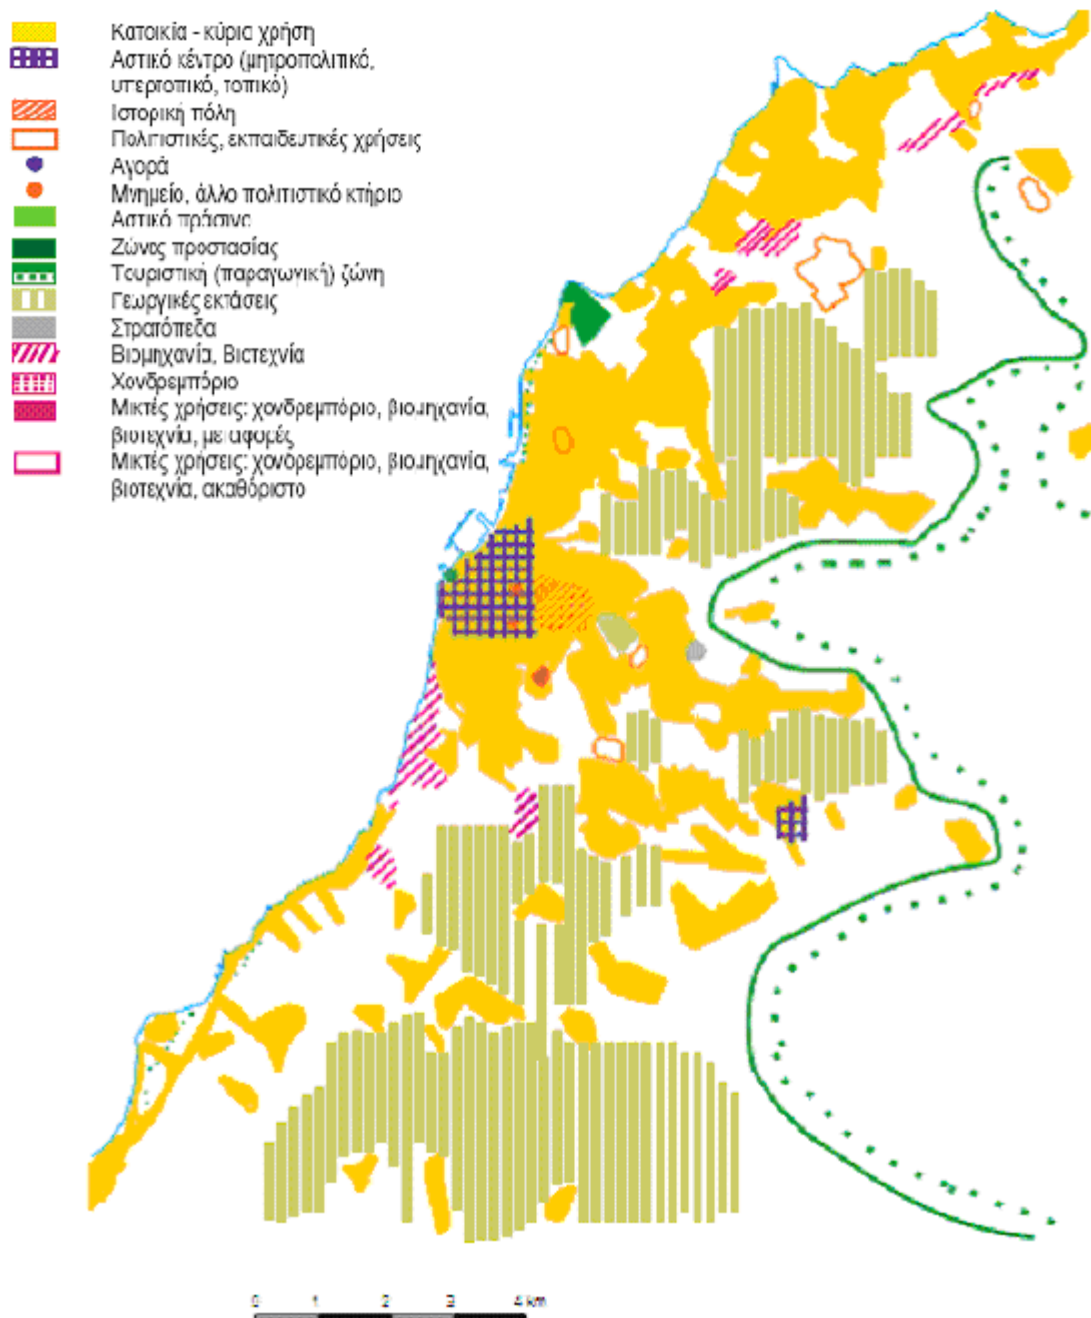 Κατοικία - κύρια χρήση
Αστικό κέντρο (μητροπολιτικό,
υπερτοπικό, τοπικό)
Ιστορική πόλη
Πολιτιστικές, εκπαιδευτικές χρήσεις
Αγορά
Μνημείο, άλλο πολιτιστικό κτήριο
Αστικό πράσινο
Ζώνες προστασίας
Τουριστική (παραγωγική) ζώνη
Γεωργικές εκτάσεις
Στρατόπεδα
Βιομηχανία, Βιοτεχνία
Χονδρεμπόριο
Μικτές χρήσεις: χονδρεμπόριο, βιομηχανία,
βιοτεχνία, μεταφορές
Μικτές χρήσεις: χονδρεμπόριο, βιομηχανία,
βιοτεχνία, ακαθόριστο
0 1 2 3 4 km